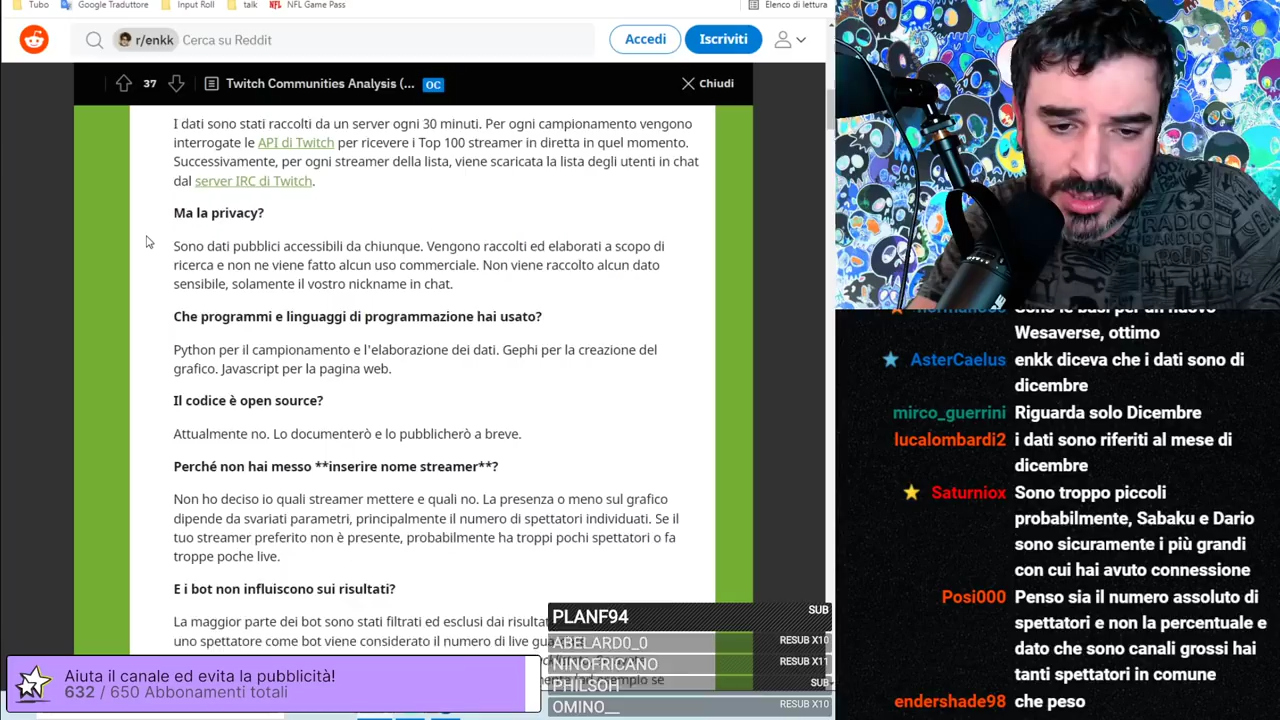 Tubo
Google Traduttore
Input Roll
talk
NFL Game Pass
Elenco di lettura
r/enkk Cerca su Reddit
Accedi
Iscriviti
37
Twitch Communities Analysis (... OC
Chiudi
I dati sono stati raccolti da un server ogni 30 minuti. Per ogni campionamento vengono
interrogate le API di Twitch per ricevere i Top 100 streamer in diretta in quel momento.
Successivamente, per ogni streamer della lista, viene scaricata la lista degli utenti in chat
dal server IRC di Twitch.
Ma la privacy?
Sono dati pubblici accessibili da chiunque. Vengono raccolti ed elaborati a scopo di
ricerca e non ne viene fatto alcun uso commerciale. Non viene raccolto alcun dato
sensibile, solamente il vostro nickname in chat.
Che programmi e linguaggi di programmazione hai usato?
Python per il campionamento e l'elaborazione dei dati. Gephi per la creazione del
grafico. Javascript per la pagina web.
Il codice è open source?
Attualmente no. Lo documenterò e lo pubblicherò a breve.
Perché non hai messo **inserire nome streamer**?
Non ho deciso io quali streamer mettere e quali no. La presenza o meno sul grafico
dipende da svariati parametri, principalmente il numero di spettatori individuati. Se il
tuo streamer preferito non è presente, probabilmente ha troppi pochi spettatori o fa
troppe poche live.
E i bot non influiscono sui risultati?
La maggior parte dei bot sono stati filtrati ed esclusi dai risulta
uno spettatore come bot viene considerato il numero di live
Aiuta il canale ed evita la pubblicità!
632 / 650 Abbonamenti totali
PLANF94 SUB
ABELARD0_0 RESUB X10
NINOFRICANO RESUB X11
PHILSOH SUB
OMINO__ RESUB X10
RADIO
BANDIDOS
Wesaverse, ottimo
AsterCaelus enkk diceva che i dati sono di
dicembre
mirco_guerrini Riguarda solo Dicembre
lucalombardi2 i dati sono riferiti al mese di
dicembre
Saturniox Sono troppo piccoli
probabilmente, Sabaku e Dario
sono sicuramente i più grandi
con cui hai avuto connessione
Posi000 Penso sia il numero assoluto di
spettatori e non la percentuale e
dato che sono canali grossi hai
tanti spettatori in comune
endershade98 che peso